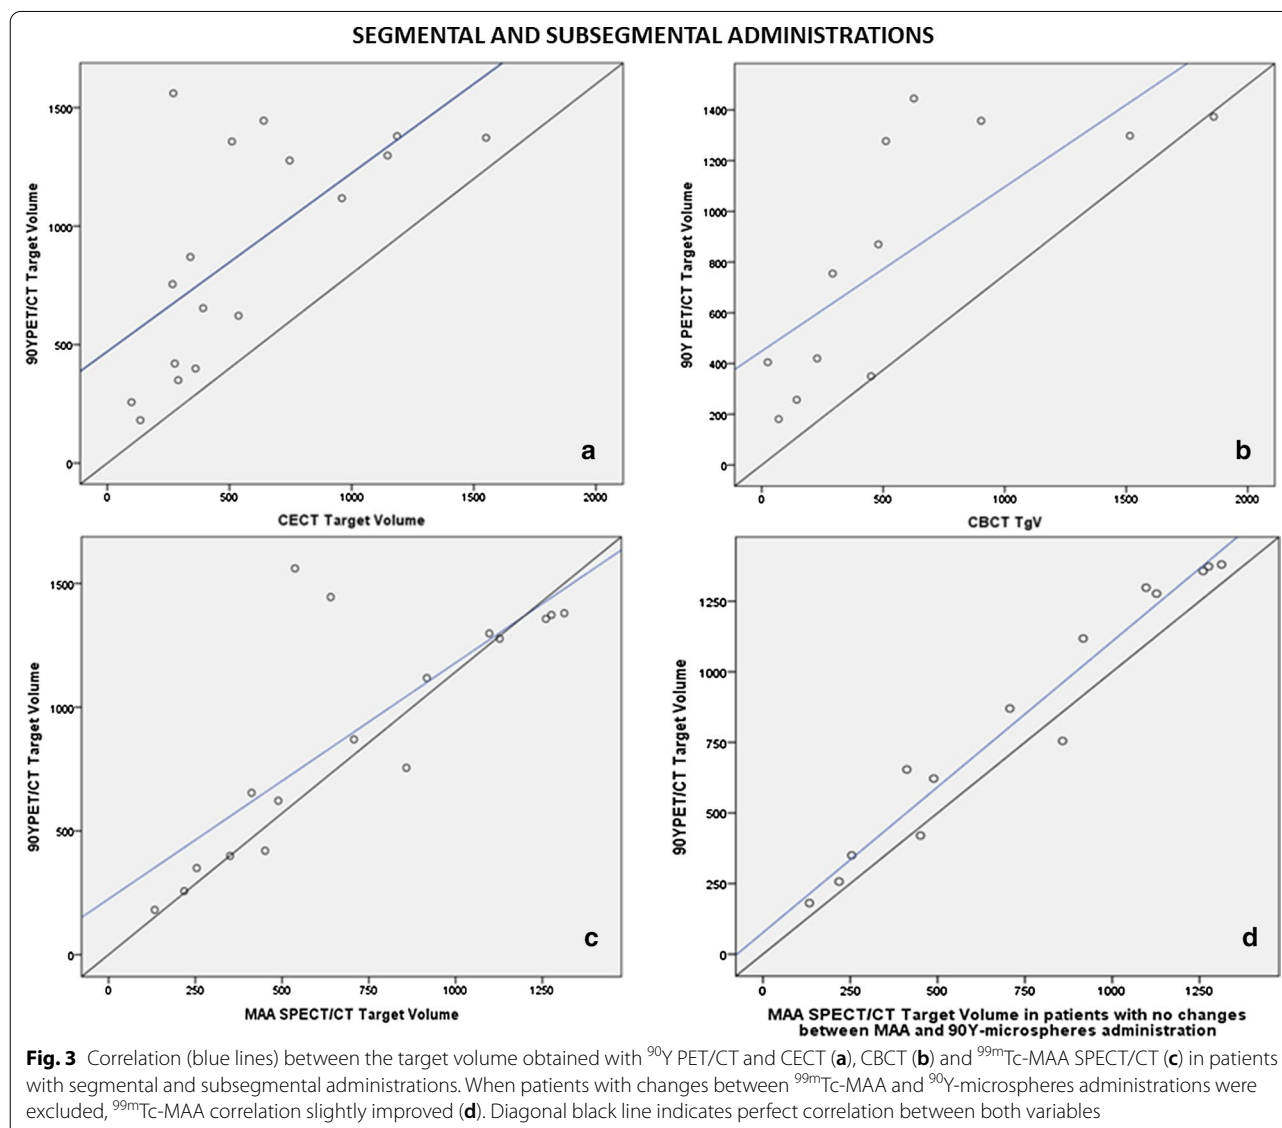 SEGMENTAL AND SUBSEGMENTAL ADMINISTRATIONS
90YPET/CT Target Volume
1500
1000
500
0
0 500 1000 1500 2000
CECT Target Volume
a
90Y PET/CT Target Volume
1400
1200
1000
800
600
400
200
0
0 500 1000 1500 2000
CBCT TgV
b
90YPET/CT Target Volume
1500
1000
500
0
0 250 500 750 1000 1250
MAA SPECT/CT Target Volume
c
90YPET/CT Target Volume
1250
1000
750
500
250
0
0 250 500 750 1000 1250
MAA SPECT/CT Target Volume in patients with no changes
between MAA and 90Y-microspheres administration
d
Fig. 3 Correlation (blue lines) between the target volume obtained with ⁹⁰Y PET/CT and CECT (a), CBCT (b) and ⁹⁹ᵐTc-MAA SPECT/CT (c) in patients
with segmental and subsegmental administrations. When patients with changes between ⁹⁹ᵐTc-MAA and ⁹⁰Y-microspheres administrations were
excluded, ⁹⁹ᵐTc-MAA correlation slightly improved (d). Diagonal black line indicates perfect correlation between both variables